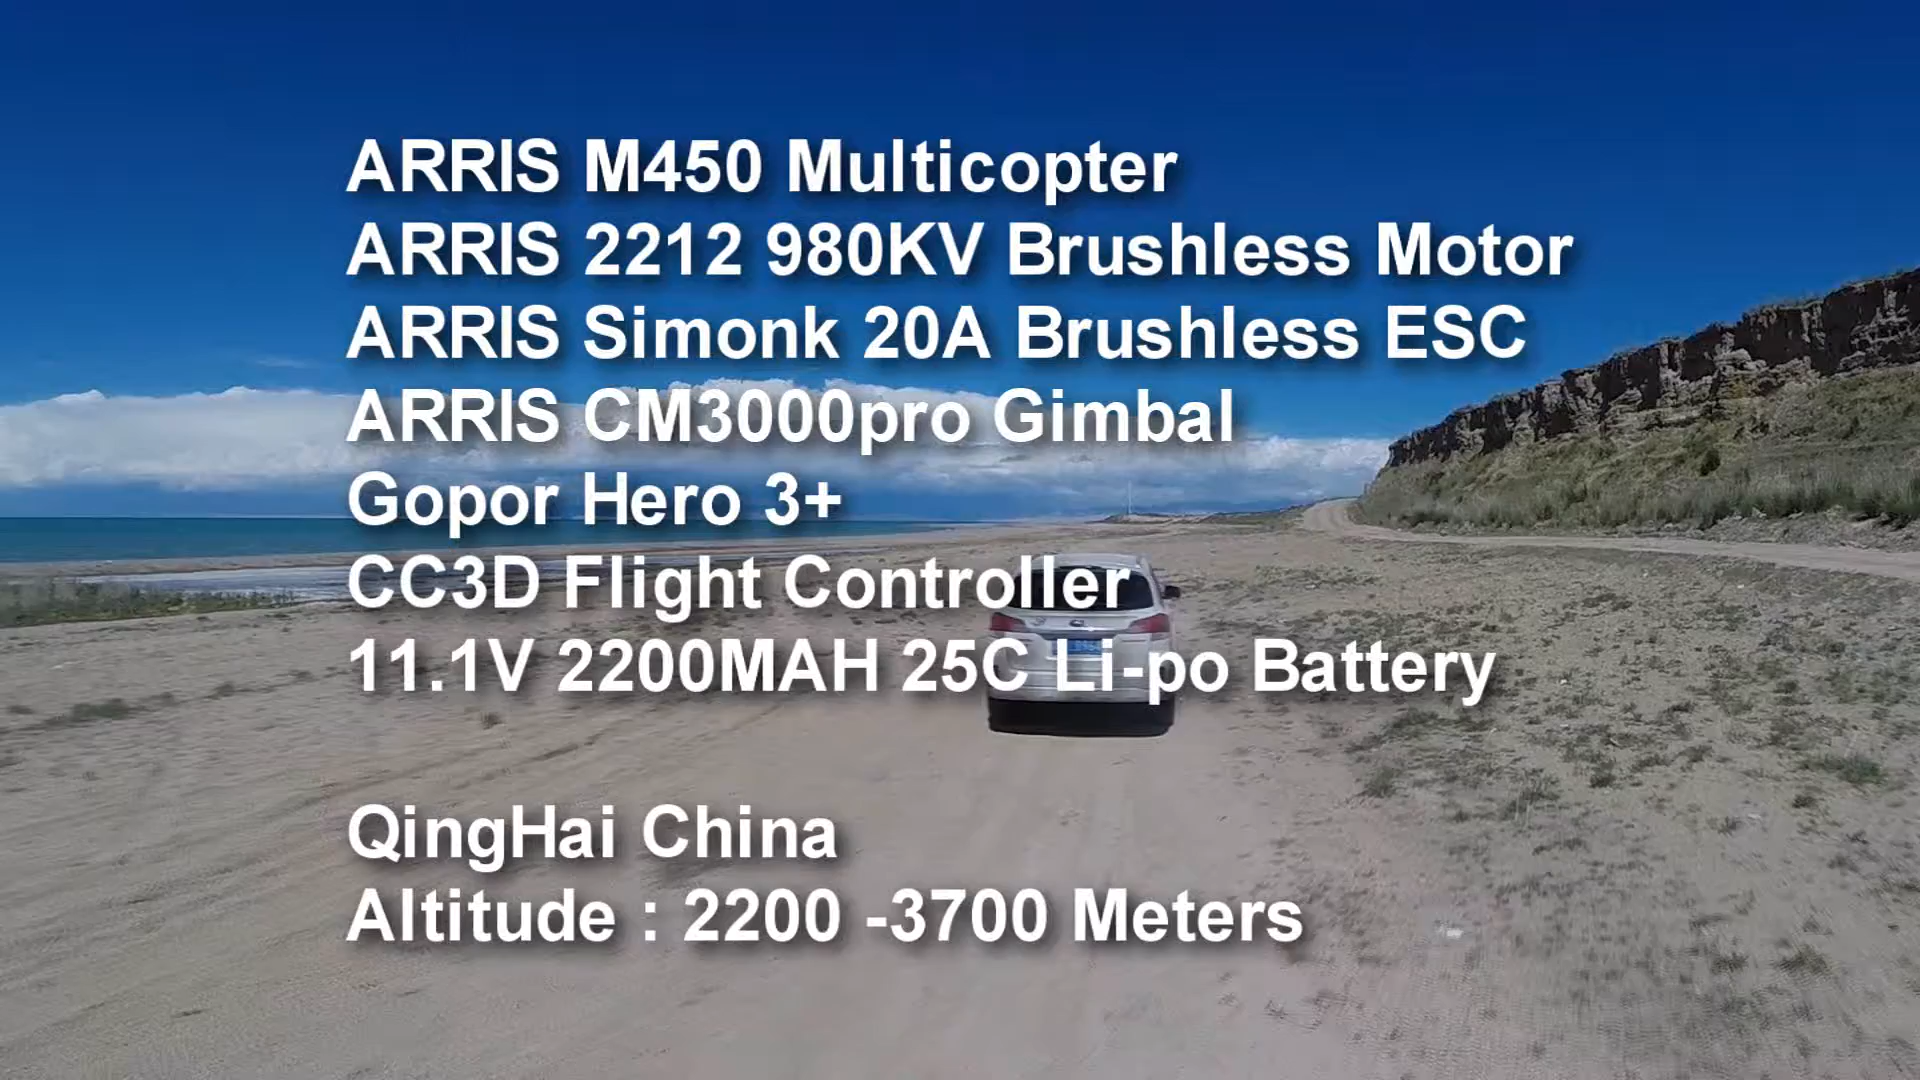 ARRIS M450 Multicopter
ARRIS 2212 980KV Brushless Motor
ARRIS Simonk 20A Brushless ESC
ARRIS CM3000pro Gimbal
Gopor Hero 3+
CC3D Flight Controller
11.1V 2200MAH 25C Li-po Battery
QingHai China
Altitude : 2200 -3700 Meters